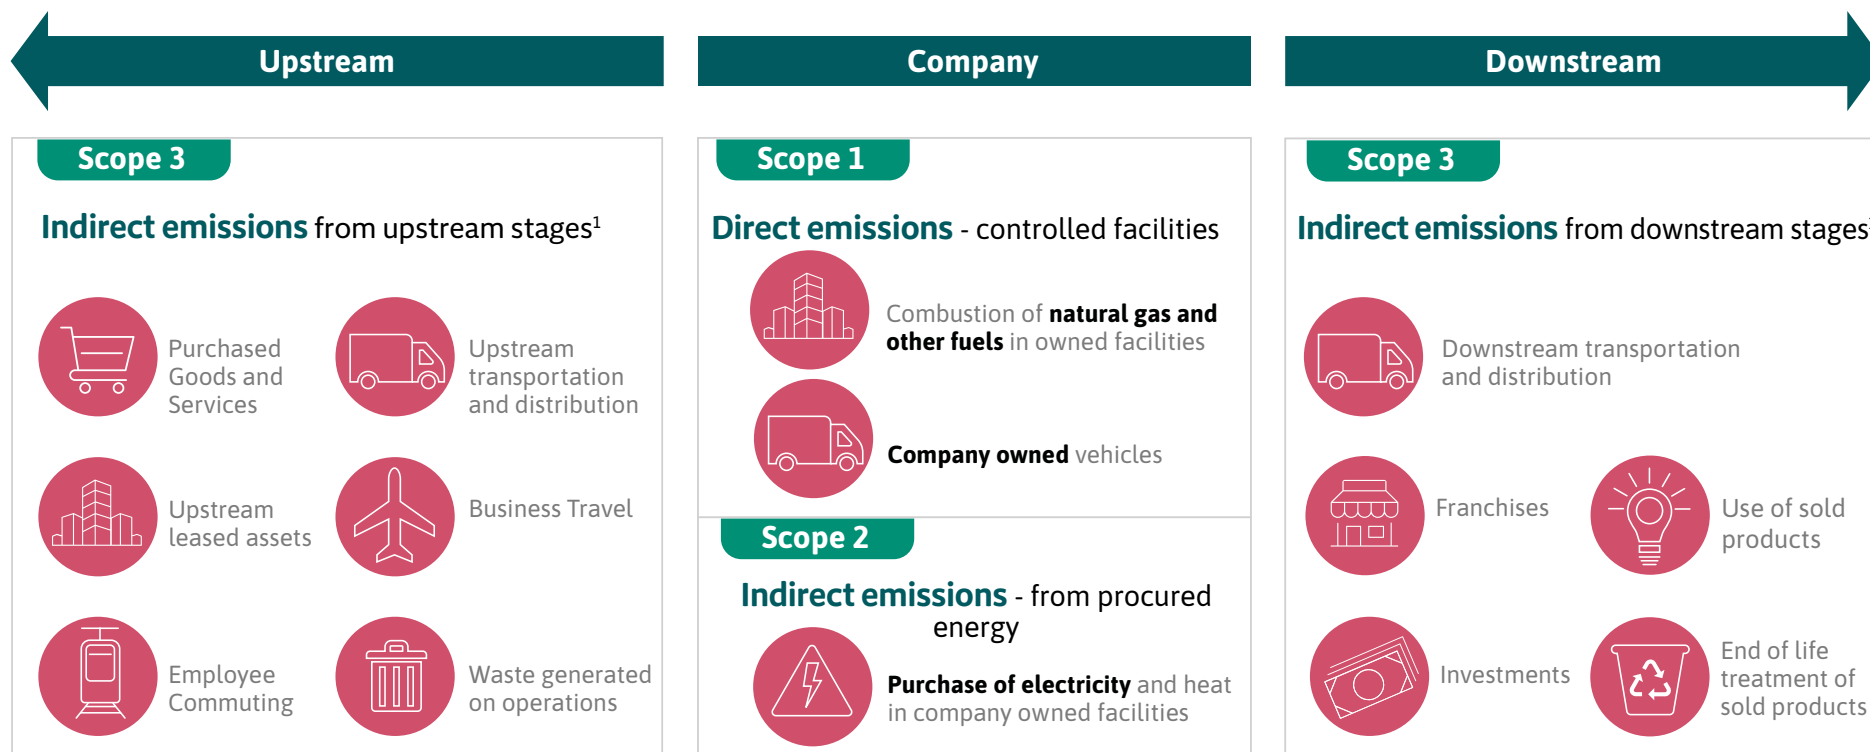 Upstream
Company
Downstream
Scope 3
Indirect emissions from upstream stages¹
Purchased
Goods and
Services
Upstream
transportation
and distribution
Upstream
leased assets
Business Travel
Employee
Commuting
Waste generated
on operations
Scope 1
Direct emissions - controlled facilities
Combustion of natural gas and
other fuels in owned facilities
Company owned vehicles
Scope 2
Indirect emissions - from procured
energy
Purchase of electricity and heat
in company owned facilities
Scope 3
Indirect emissions from downstream stages
Downstream transportation
and distribution
Franchises
Use of sold
products
Investments
End of life
treatment of
sold products